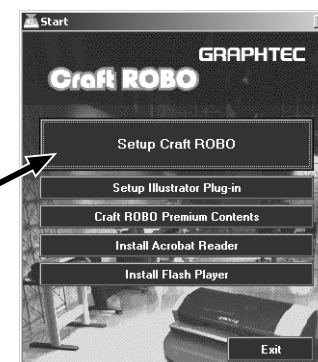 Start
GRAPHTEC
Craft ROBO
Setup Craft ROBO
Setup Illustrator Plug-in
Craft ROBO Premium Contents
Install Acrobat Reader
Install Flash Player
Exit